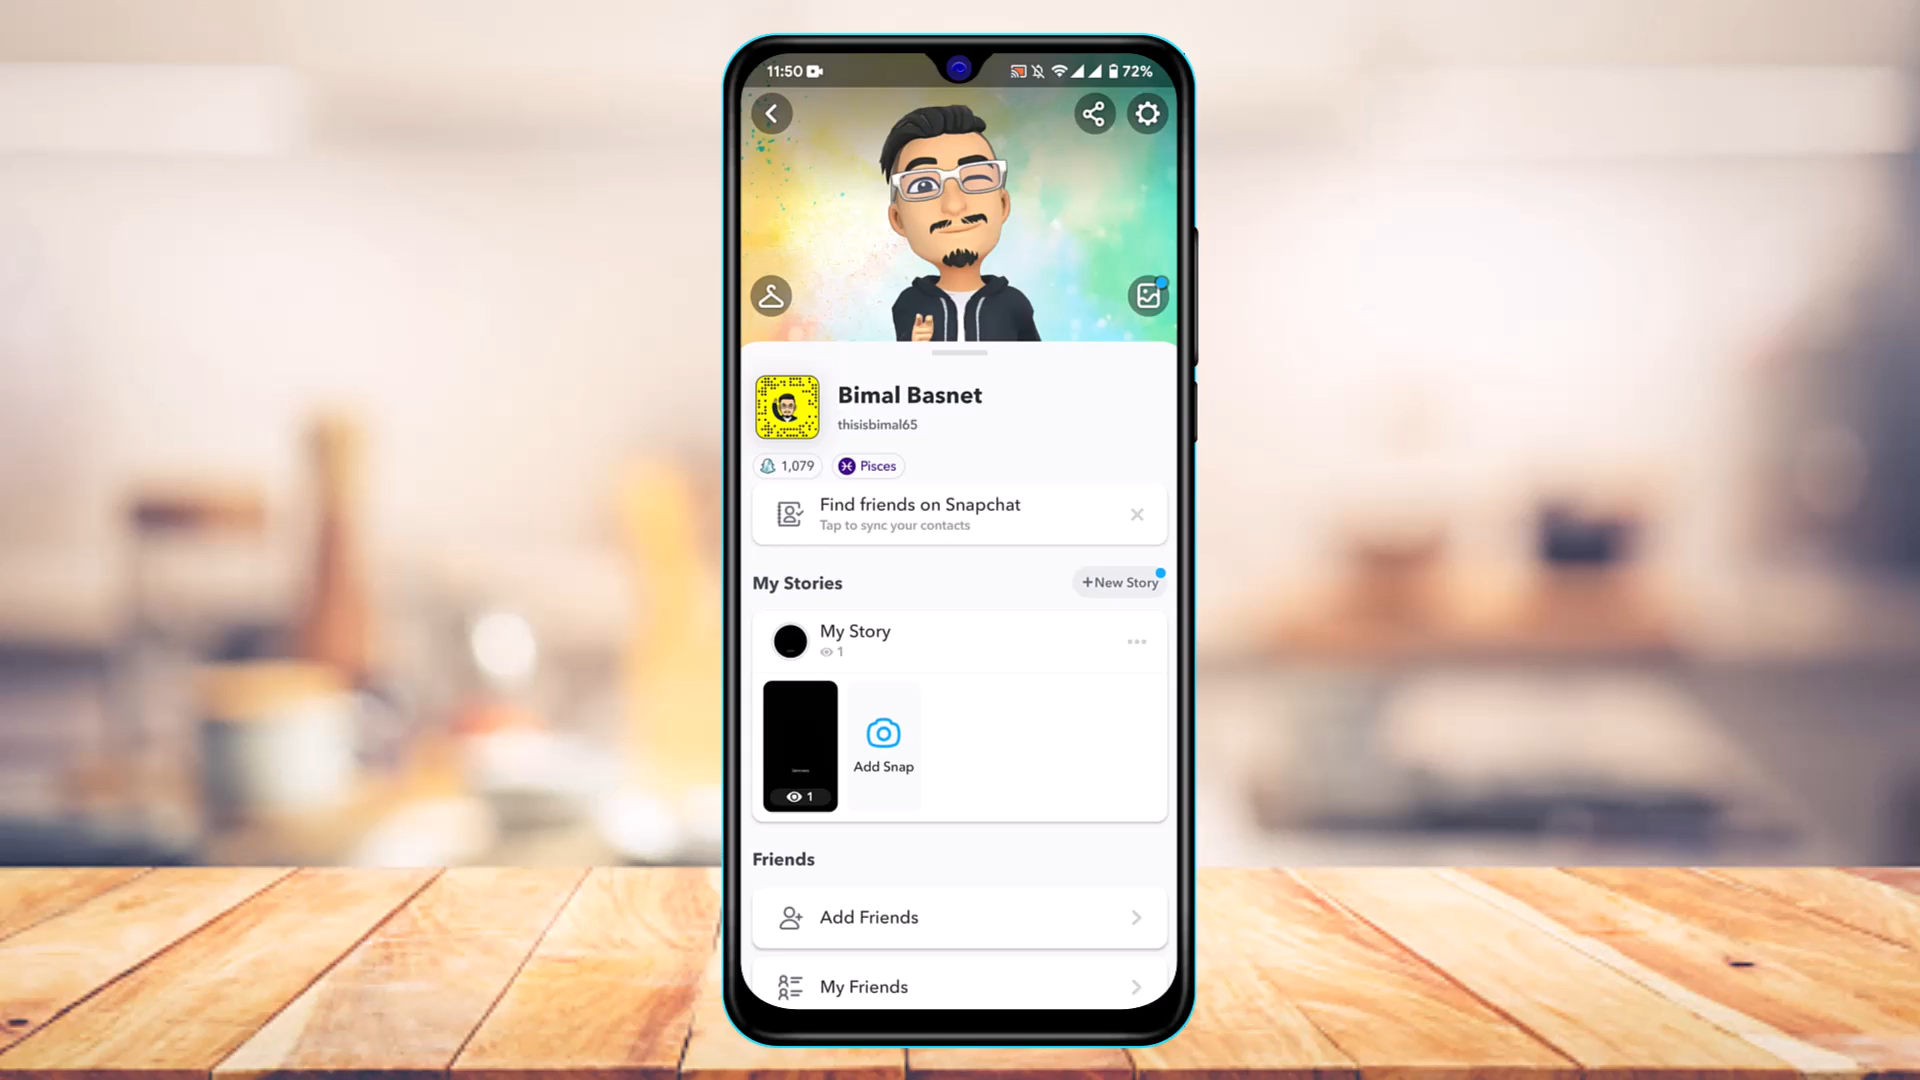 11:50
72%
Bimal Basnet
thisisbimal65
1,079
Pisces
Find friends on Snapchat
Tap to sync your contacts
My Stories
+New Story
My Story
1
1
Add Snap
Friends
Add Friends
My Friends